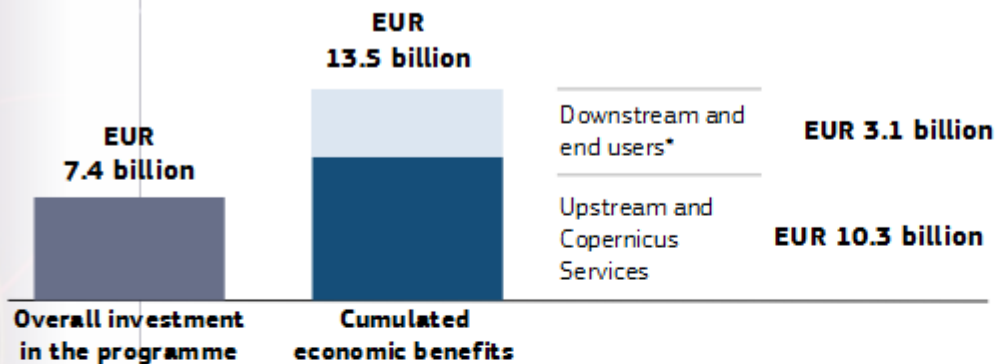 EUR
13.5 billion
EUR
7.4 billion
Downstream and
end users*
EUR 3.1 billion
Upstream and
Copernicus
Services
EUR 10.3 billion
Overall investment
in the programme
Cumulated
economic benefits